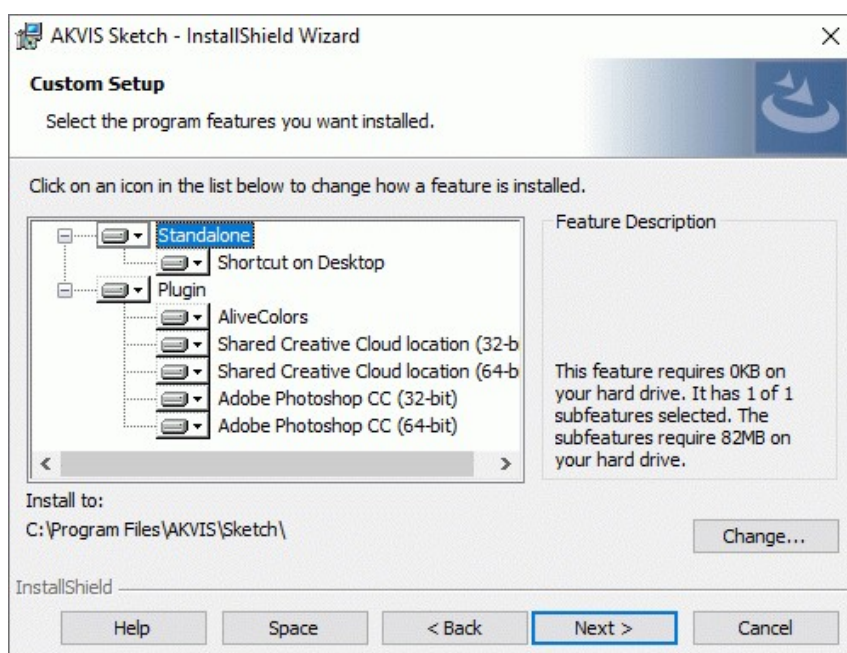 AKVIS Sketch - InstallShield Wizard
Custom Setup
Select the program features you want installed.
Click on an icon in the list below to change how a feature is installed.
Standalone
Shortcut on Desktop
Plugin
AliveColors
Shared Creative Cloud location (32-b
Shared Creative Cloud location (64-b
Adobe Photoshop CC (32-bit)
Adobe Photoshop CC (64-bit)
Feature Description
This feature requires 0KB on
your hard drive. It has 1 of 1
subfeatures selected. The
subfeatures require 82MB on
your hard drive.
Install to:
C:\Program Files\AKVIS\Sketch\
Change...
InstallShield
Help
Space
< Back
Next >
Cancel